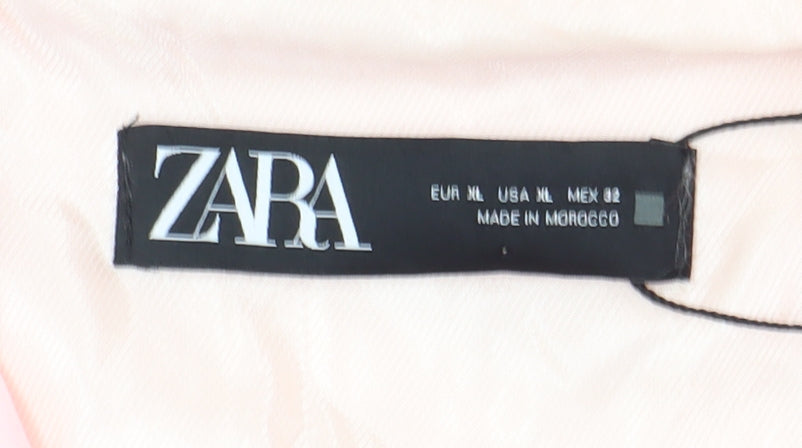 ZARA
EUR XL USA XL MEX 32
MADE IN MOROCCO